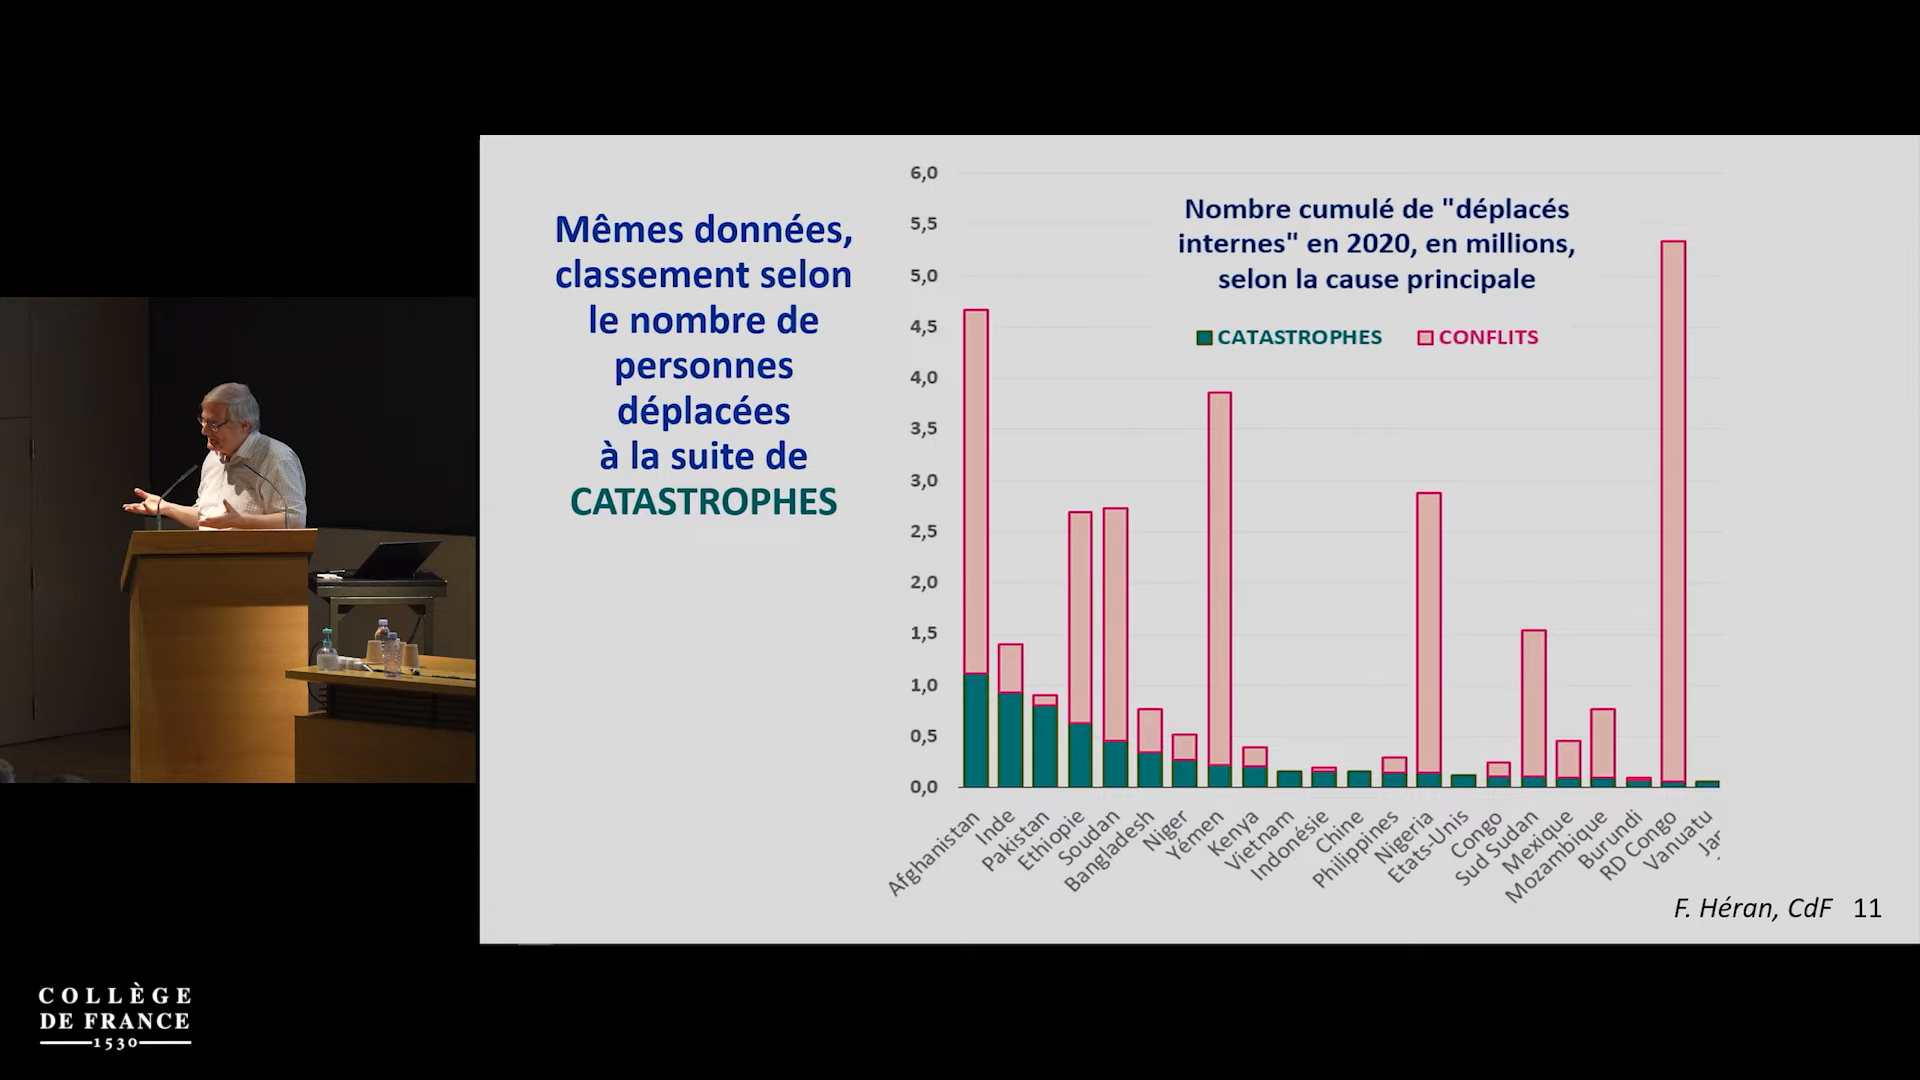 Mêmes données,
classement selon
le nombre de
personnes
déplacées
à la suite de
CATASTROPHES
Nombre cumulé de "déplacés
internes" en 2020, en millions,
selon la cause principale
CATASTROPHES
CONFLITS
6,0
5,5
5,0
4,5
4,0
3,5
3,0
2,5
2,0
1,5
1,0
0,5
0,0
Afghanistan
Inde
Pakistan
Ethiopie
Soudan
Bangladesh
Niger
Yémen
Kenya
Vietnam
Indonésie
Chine
Philippines
Nigeria
Etats-Unis
Congo
Sud Sudan
Mexique
Mozambique
Burundi
RD Congo
Vanuatu
F. Héran, CdF 11
COLLÈGE
DE FRANCE
1530